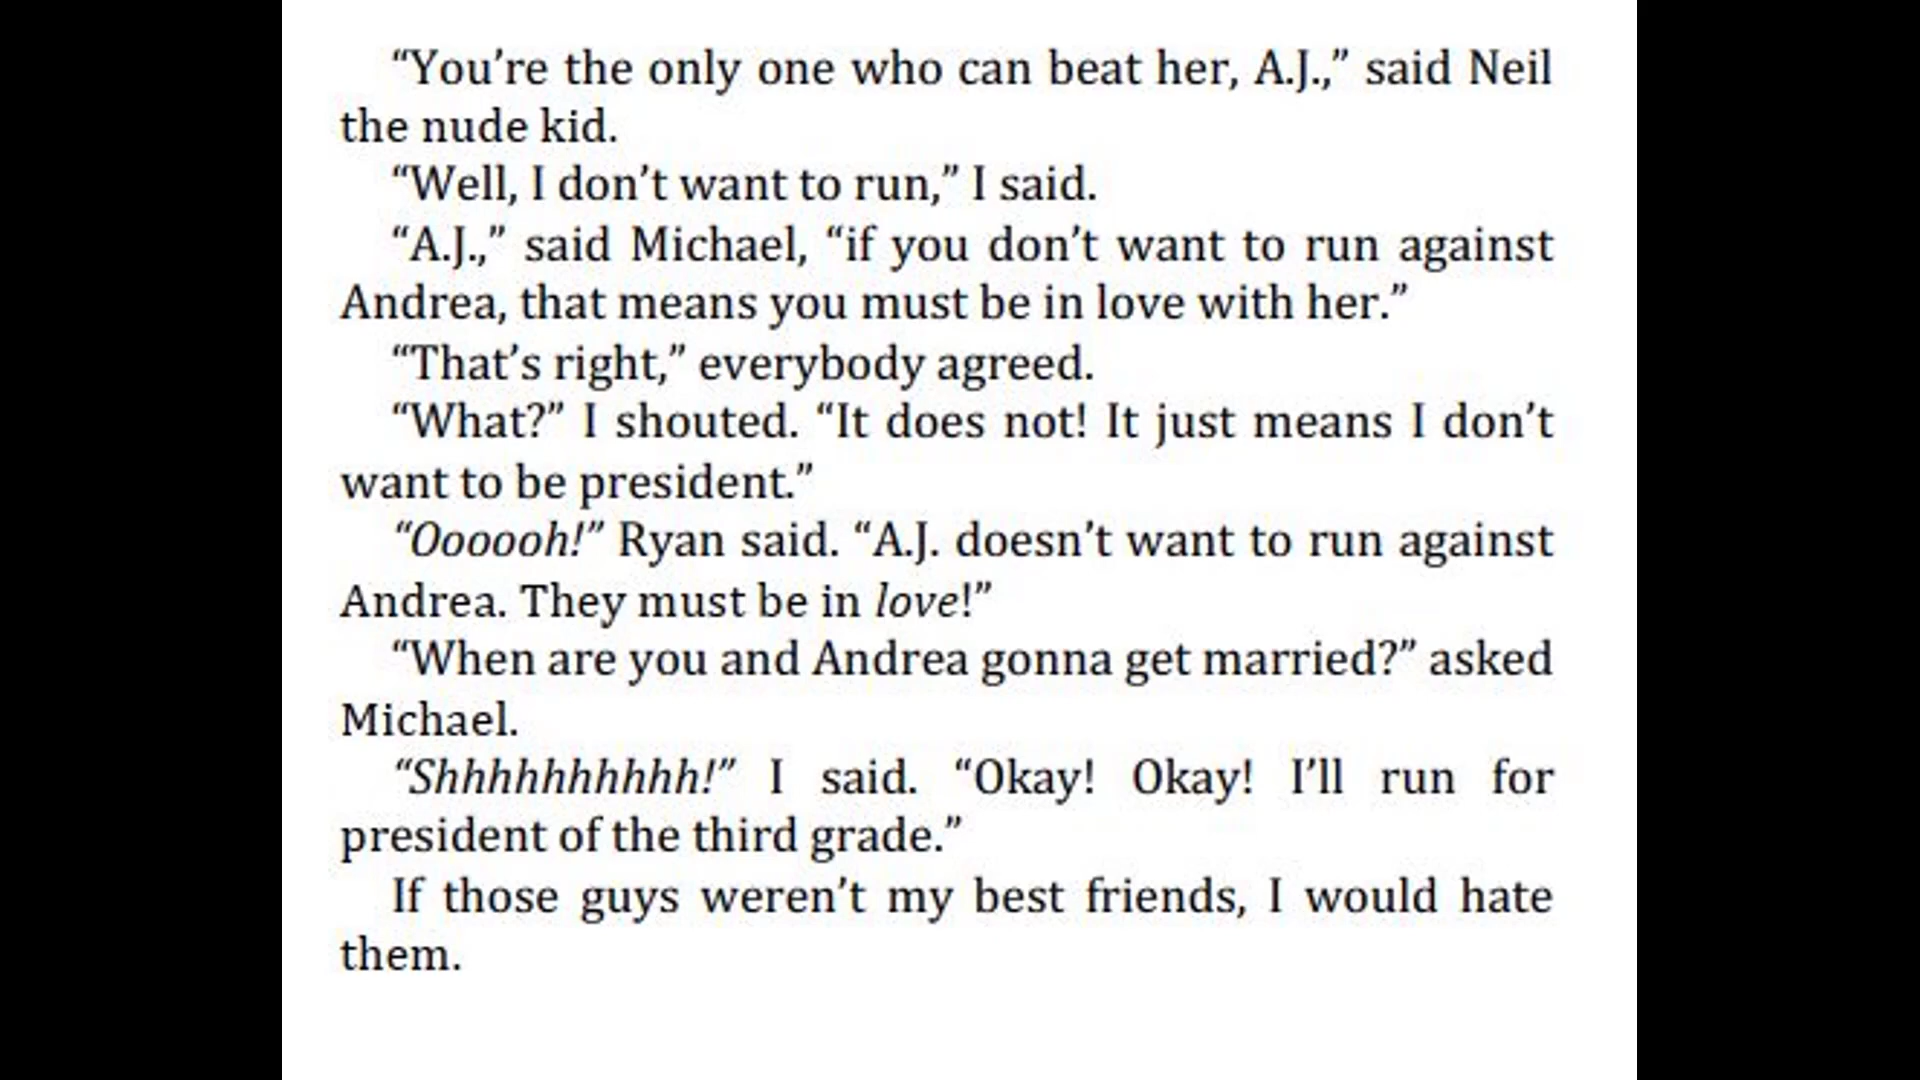 “You’re the only one who can beat her, A.J.,” said Neil
the nude kid.
“Well, I don’t want to run,” I said.
“A.J.,” said Michael, “if you don’t want to run against
Andrea, that means you must be in love with her.”
“That’s right,” everybody agreed.
“What?” I shouted. “It does not! It just means I don’t
want to be president.”
“Oooooh!” Ryan said. “A.J. doesn’t want to run against
Andrea. They must be in love!”
“When are you and Andrea gonna get married?” asked
Michael.
“Shhhhhhhhhh!” I said. “Okay! Okay! I’ll run for
president of the third grade.”
If those guys weren’t my best friends, I would hate
them.